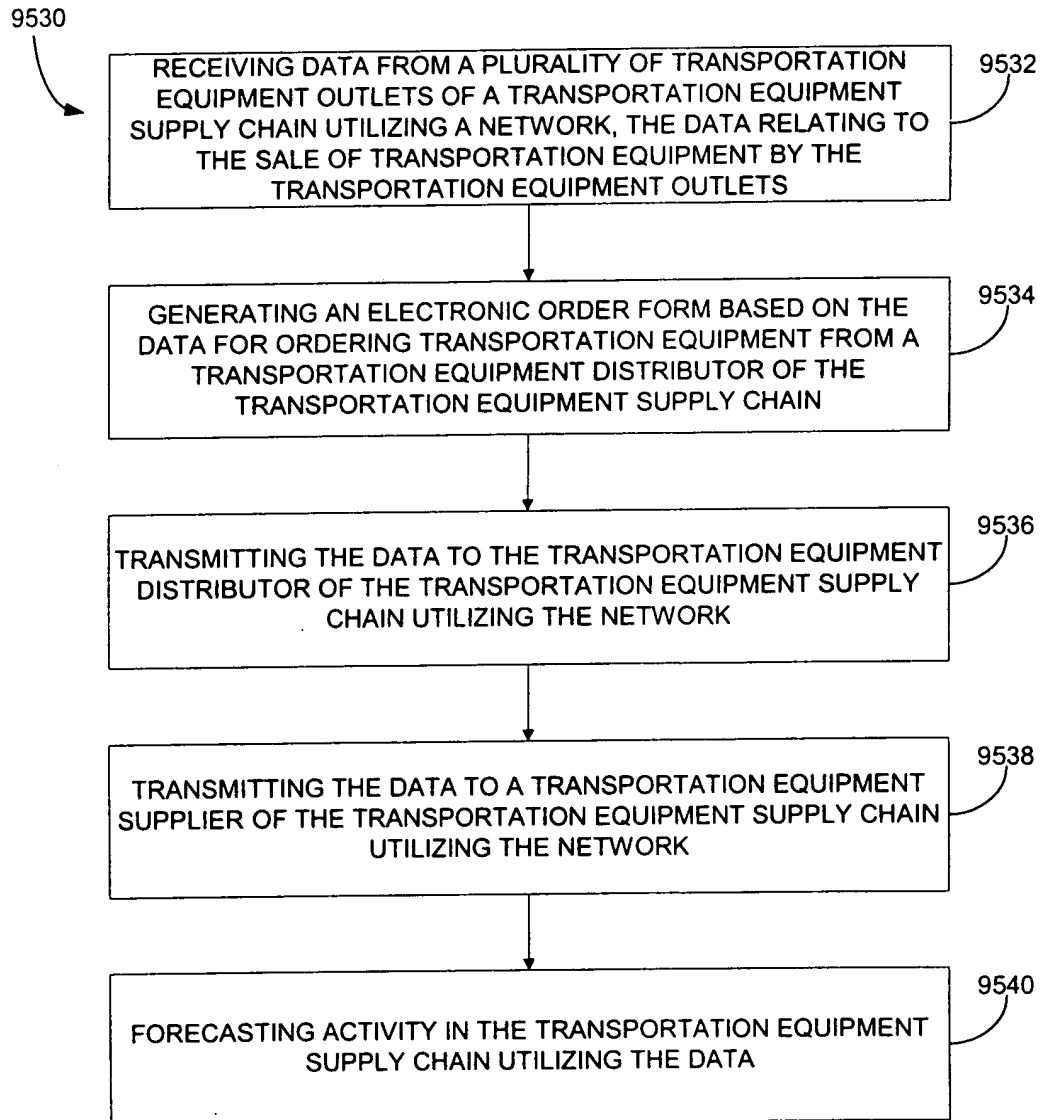 9530
RECEIVING DATA FROM A PLURALITY OF TRANSPORTATION
EQUIPMENT OUTLETS OF A TRANSPORTATION EQUIPMENT
SUPPLY CHAIN UTILIZING A NETWORK, THE DATA RELATING TO
THE SALE OF TRANSPORTATION EQUIPMENT BY THE
TRANSPORTATION EQUIPMENT OUTLETS
9532
GENERATING AN ELECTRONIC ORDER FORM BASED ON THE
DATA FOR ORDERING TRANSPORTATION EQUIPMENT FROM A
TRANSPORTATION EQUIPMENT DISTRIBUTOR OF THE
TRANSPORTATION EQUIPMENT SUPPLY CHAIN
9534
TRANSMITTING THE DATA TO THE TRANSPORTATION EQUIPMENT
DISTRIBUTOR OF THE TRANSPORTATION EQUIPMENT SUPPLY
CHAIN UTILIZING THE NETWORK
9536
TRANSMITTING THE DATA TO A TRANSPORTATION EQUIPMENT
SUPPLIER OF THE TRANSPORTATION EQUIPMENT SUPPLY CHAIN
UTILIZING THE NETWORK
9538
FORECASTING ACTIVITY IN THE TRANSPORTATION EQUIPMENT
SUPPLY CHAIN UTILIZING THE DATA
9540